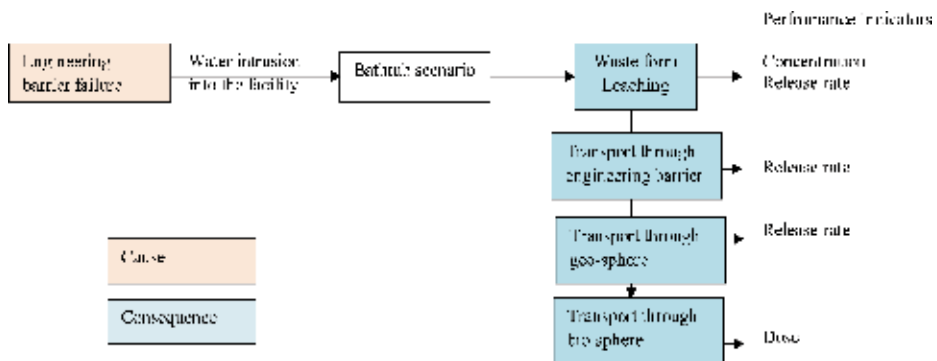 Performance indicators
Engineering
barrier failure
Water intrusion
into the facility
Bathtub scenario
Waste form
Leaching
Concentration
Release rate
Transport through
engineering barrier
Release rate
Transport through
geo-sphere
Release rate
Cause
Consequence
Transport through
bio sphere
Dose